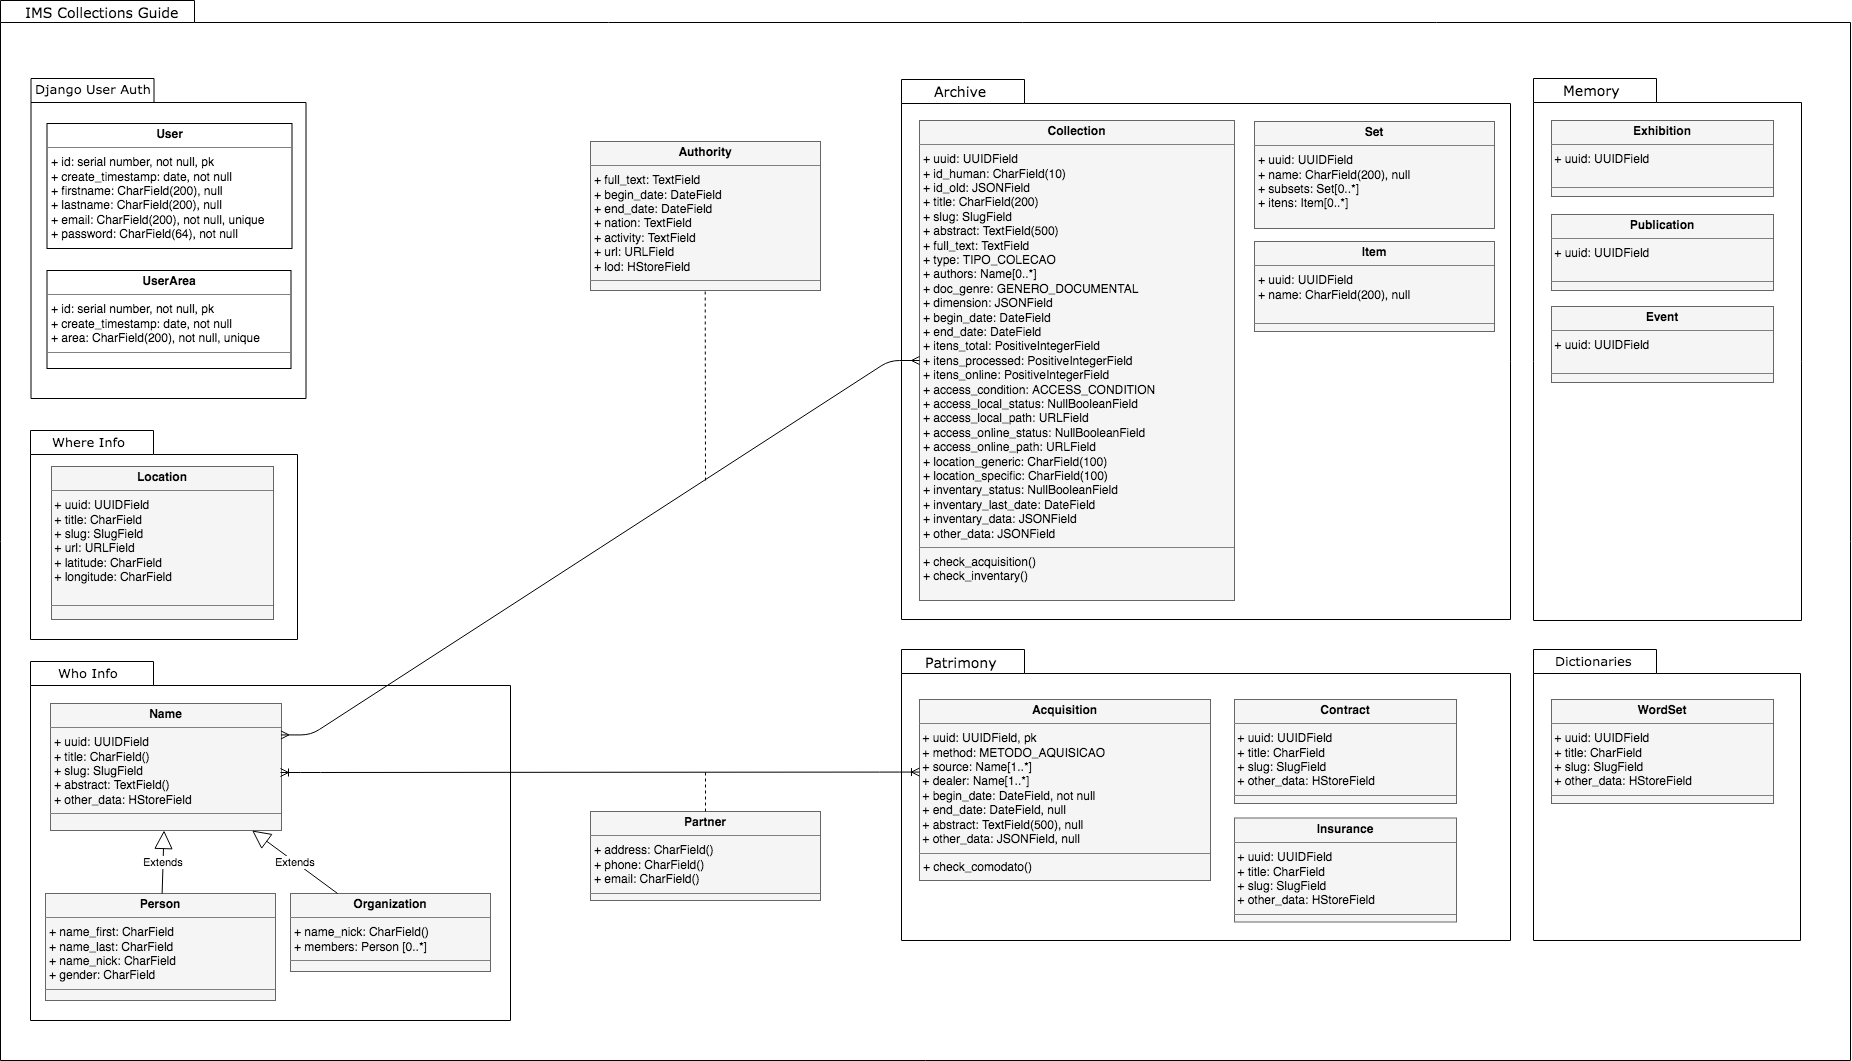 IMS Collections Guide
Django User Auth
User
+ id: serial number, not null, pk
+ create_timestamp: date, not null
+ firstname: CharField(200), null
+ lastname: CharField(200), null
+ email: CharField(200), not null, unique
+ password: CharField(64), not null
UserArea
+ id: serial number, not null, pk
+ create_timestamp: date, not null
+ area: CharField(200), not null, unique
Where Info
Location
+ uuid: UUIDField
+ title: CharField
+ slug: SlugField
+ url: URLField
+ latitude: CharField
+ longitude: CharField
Who Info
Name
+ uuid: UUIDField
+ title: CharField()
+ slug: SlugField
+ abstract: TextField()
+ other_data: HStoreField
Extends
Extends
Person
+ name_first: CharField
+ name_last: CharField
+ name_nick: CharField
+ gender: CharField
Organization
+ name_nick: CharField()
+ members: Person [0..*]
Authority
+ full_text: TextField
+ begin_date: DateField
+ end_date: DateField
+ nation: TextField
+ activity: TextField
+ url: URLField
+ lod: HStoreField
Partner
+ address: CharField()
+ phone: CharField()
+ email: CharField()
Archive
Collection
+ uuid: UUIDField
+ id_human: CharField(10)
+ id_old: JSONField
+ title: CharField(200)
+ slug: SlugField
+ abstract: TextField(500)
+ full_text: TextField
+ type: TIPO_COLECAO
+ authors: Name[0..*]
+ doc_genre: GENERO_DOCUMENTAL
+ dimension: JSONField
+ begin_date: DateField
+ end_date: DateField
+ itens_total: PositiveIntegerField
+ itens_processed: PositiveIntegerField
+ itens_online: PositiveIntegerField
+ access_condition: ACCESS_CONDITION
+ access_local_status: NullBooleanField
+ access_local_path: URLField
+ access_online_status: NullBooleanField
+ access_online_path: URLField
+ location_generic: CharField(100)
+ location_specific: CharField(100)
+ inventary_status: NullBooleanField
+ inventary_last_date: DateField
+ inventary_data: JSONField
+ other_data: JSONField
+ check_acquisition()
+ check_inventary()
Set
+ uuid: UUIDField
+ name: CharField(200), null
+ subsets: Set[0..*]
+ itens: Item[0..*]
Item
+ uuid: UUIDField
+ name: CharField(200), null
Memory
Exhibition
+ uuid: UUIDField
Publication
+ uuid: UUIDField
Event
+ uuid: UUIDField
Patrimony
Acquisition
+ uuid: UUIDField, pk
+ method: METODO_AQUISICAO
+ source: Name[1..*]
+ dealer: Name[1..*]
+ begin_date: DateField, not null
+ end_date: DateField, null
+ abstract: TextField(500), null
+ other_data: JSONField, null
+ check_comodato()
Contract
+ uuid: UUIDField
+ title: CharField
+ slug: SlugField
+ other_data: HStoreField
Insurance
+ uuid: UUIDField
+ title: CharField
+ slug: SlugField
+ other_data: HStoreField
Dictionaries
WordSet
+ uuid: UUIDField
+ title: CharField
+ slug: SlugField
+ other_data: HStoreField